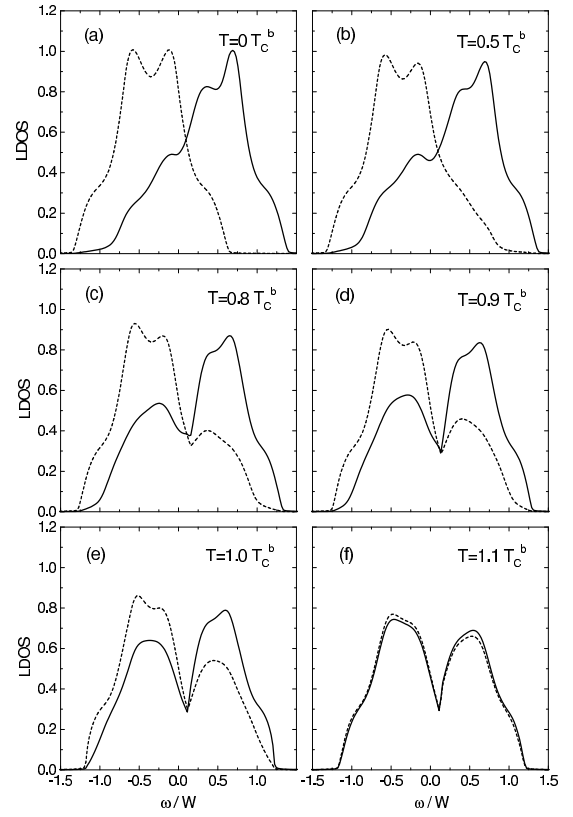 1.2
1.0
0.8
0.6
0.4
0.2
0.0
LDOS
(a)
T=0 T_C^b
(b)
T=0.5 T_C^b
1.2
1.0
0.8
0.6
0.4
0.2
0.0
LDOS
(c)
T=0.8 T_C^b
(d)
T=0.9 T_C^b
1.2
1.0
0.8
0.6
0.4
0.2
0.0
LDOS
(e)
T=1.0 T_C^b
(f)
T=1.1 T_C^b
-1.5 -1.0 -0.5 0.0 0.5 1.0 -1.5 -1.0 -0.5 0.0 0.5 1.0 1.5
ω / W ω / W